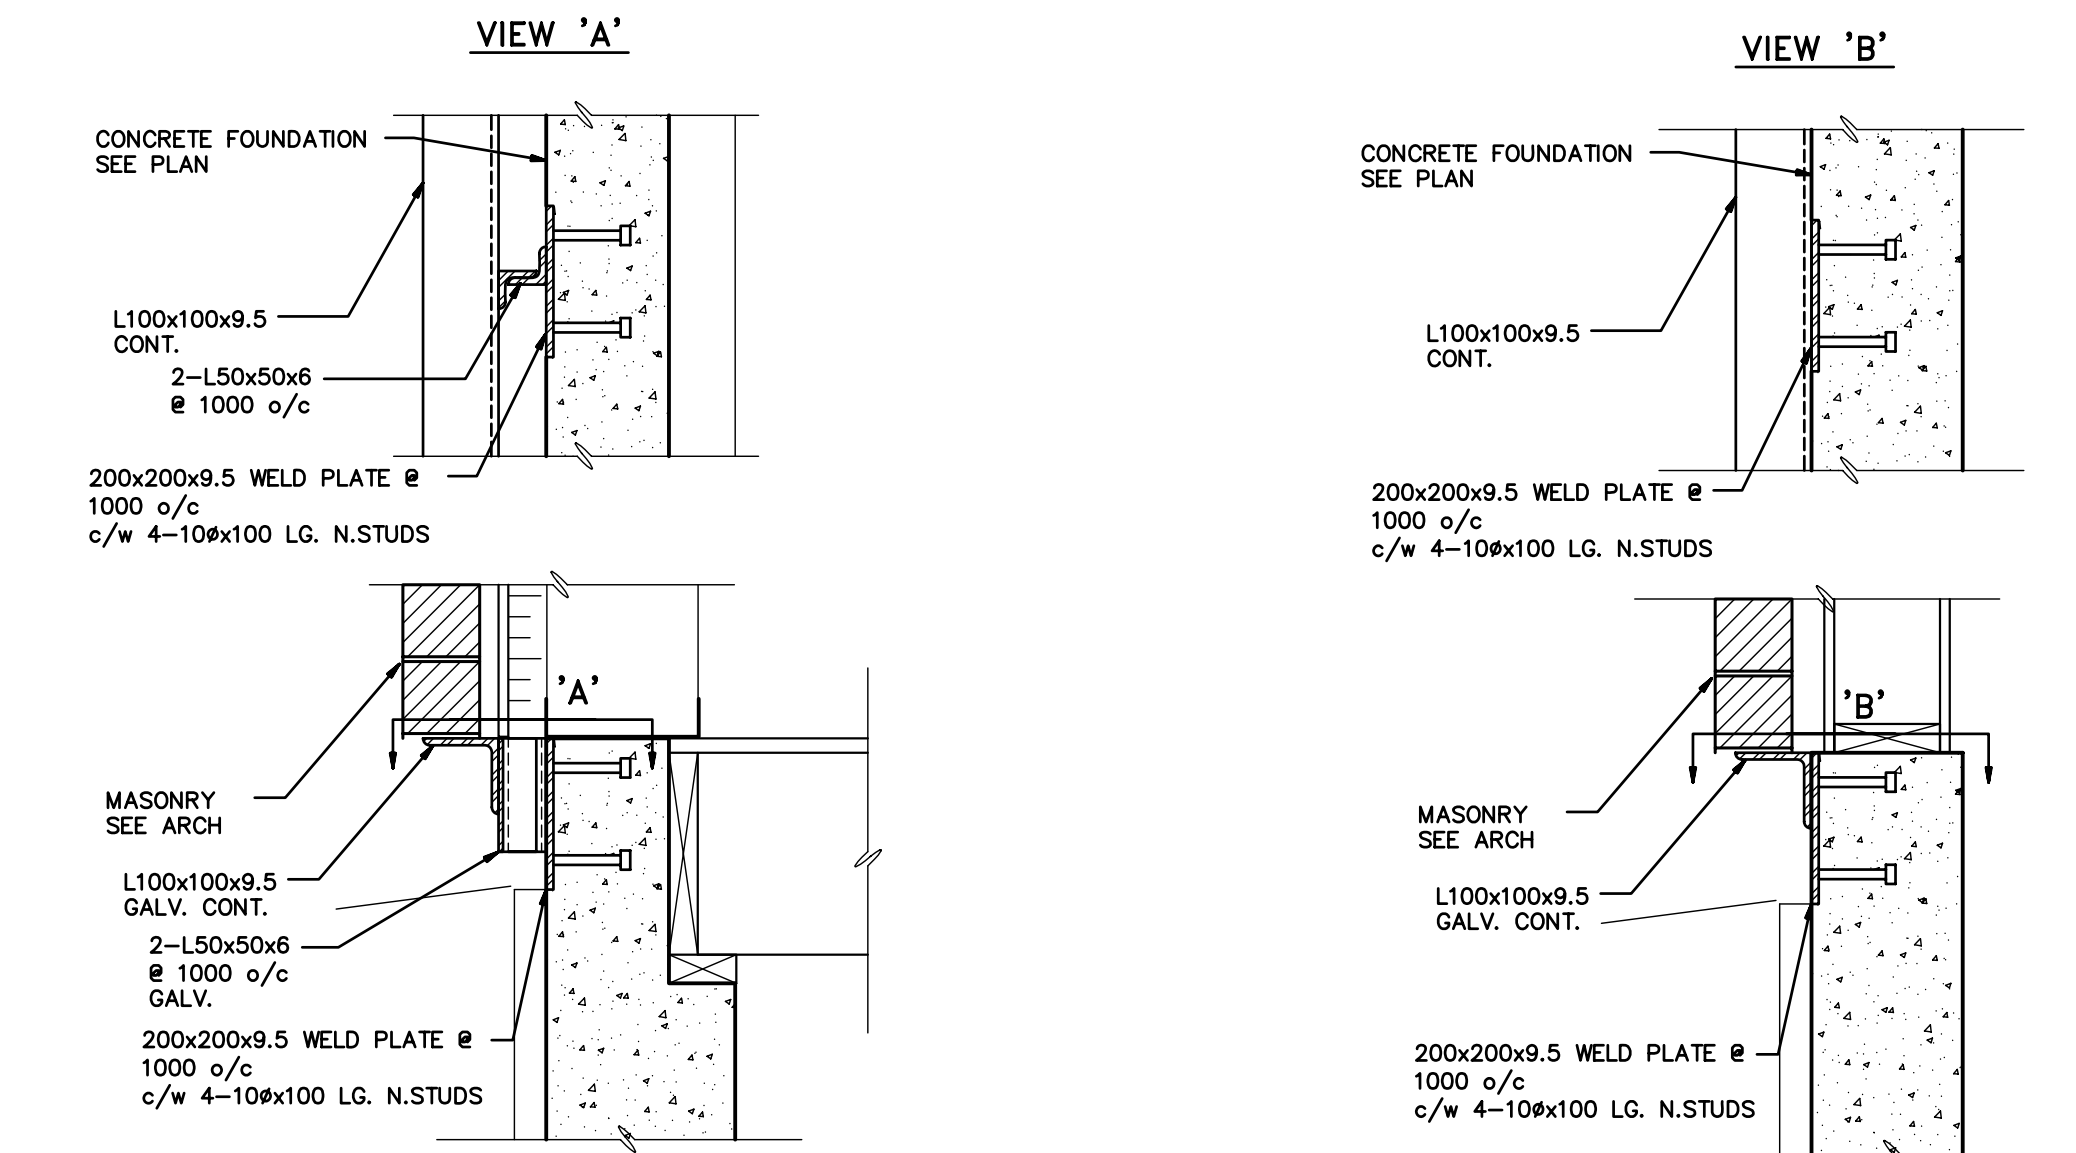 VIEW 'A'
CONCRETE FOUNDATION
SEE PLAN
L100x100x9.5
CONT.
2-L50x50x6
@ 1000 o/c
200x200x9.5 WELD PLATE @
1000 o/c
c/w 4-10øx100 LG. N.STUDS
'A'
MASONRY
SEE ARCH
L100x100x9.5
GALV. CONT.
2-L50x50x6
@ 1000 o/c
GALV.
200x200x9.5 WELD PLATE @
1000 o/c
c/w 4-10øx100 LG. N.STUDS
VIEW 'B'
CONCRETE FOUNDATION
SEE PLAN
L100x100x9.5
CONT.
200x200x9.5 WELD PLATE @
1000 o/c
c/w 4-10øx100 LG. N.STUDS
'B'
MASONRY
SEE ARCH
L100x100x9.5
GALV. CONT.
200x200x9.5 WELD PLATE @
1000 o/c
c/w 4-10øx100 LG. N.STUDS